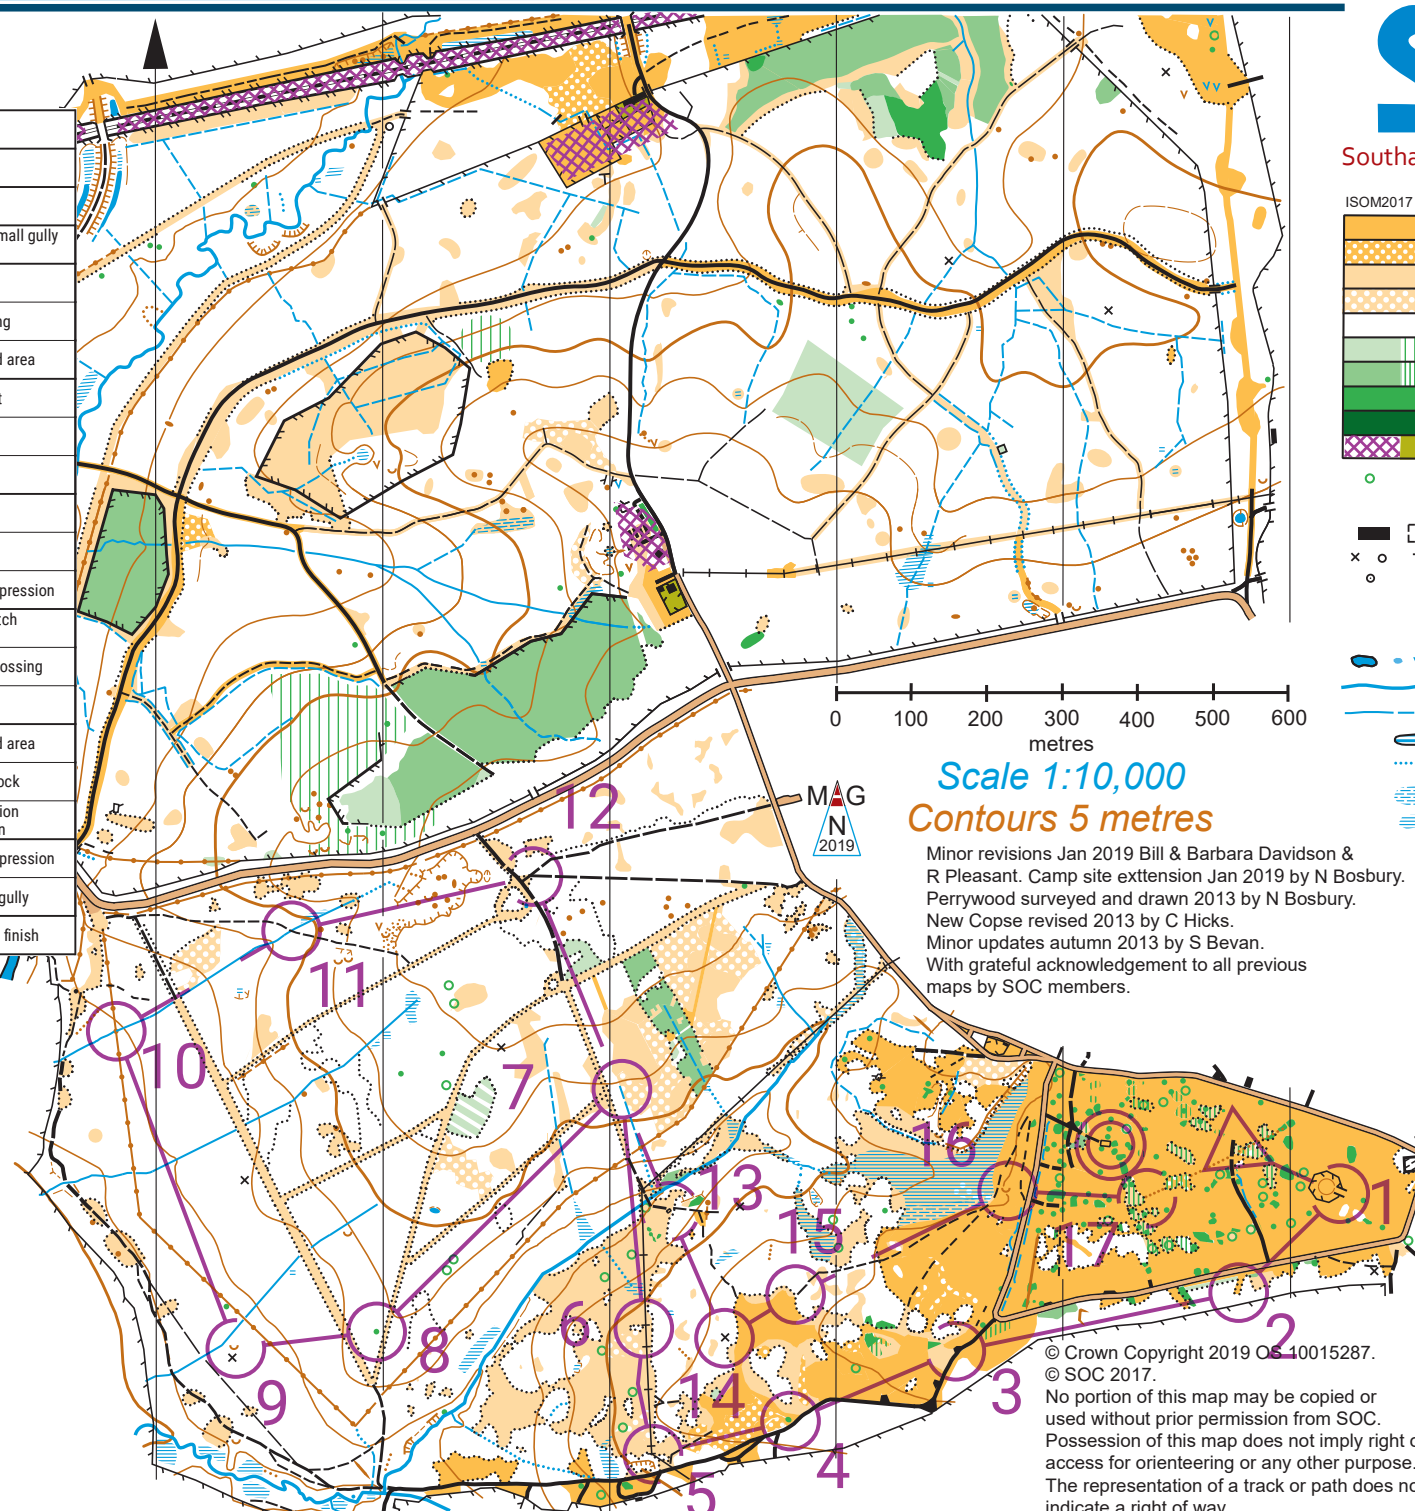 mall gully
ng
d area
t
pression
tch
ossing
d area
ock
ion
n
pression
gully
finish
Southa
ISOM2017
0 100 200 300 400 500 600
metres
Scale 1:10,000
Contours 5 metres
M G
N
2019
Minor revisions Jan 2019 Bill & Barbara Davidson &
R Pleasant. Camp site exttension Jan 2019 by N Bosbury.
Perrywood surveyed and drawn 2013 by N Bosbury.
New Copse revised 2013 by C Hicks.
Minor updates autumn 2013 by S Bevan.
With grateful acknowledgement to all previous
maps by SOC members.
12
11
10
7
13
16
15
1
17
6
8
2
9
14
3
4
5
© Crown Copyright 2019 OS 10015287.
© SOC 2017.
No portion of this map may be copied or
used without prior permission from SOC.
Possession of this map does not imply right o
access for orienteering or any other purpose.
The representation of a track or path does no
indicate a right of way